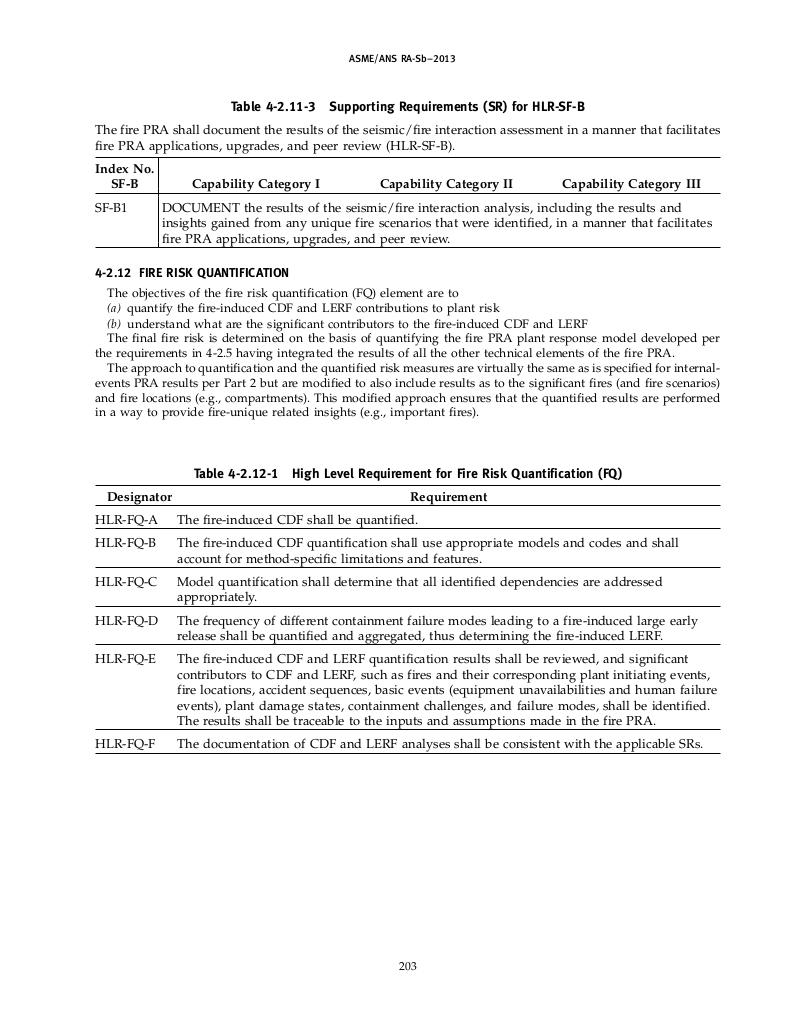 ASME/ANS RA-Sb–2013
Table 4-2.11-3 Supporting Requirements (SR) for HLR-SF-B
The fire PRA shall document the results of the seismic/fire interaction assessment in a manner that facilitates
fire PRA applications, upgrades, and peer review (HLR-SF-B).
Index No.
SF-B Capability Category I Capability Category II Capability Category III
SF-B1 DOCUMENT the results of the seismic/fire interaction analysis, including the results and
insights gained from any unique fire scenarios that were identified, in a manner that facilitates
fire PRA applications, upgrades, and peer review.
4-2.12 FIRE RISK QUANTIFICATION
The objectives of the fire risk quantification (FQ) element are to
(a) quantify the fire-induced CDF and LERF contributions to plant risk
(b) understand what are the significant contributors to the fire-induced CDF and LERF
The final fire risk is determined on the basis of quantifying the fire PRA plant response model developed per
the requirements in 4-2.5 having integrated the results of all the other technical elements of the fire PRA.
The approach to quantification and the quantified risk measures are virtually the same as is specified for internal-
events PRA results per Part 2 but are modified to also include results as to the significant fires (and fire scenarios)
and fire locations (e.g., compartments). This modified approach ensures that the quantified results are performed
in a way to provide fire-unique related insights (e.g., important fires).
Table 4-2.12-1 High Level Requirement for Fire Risk Quantification (FQ)
Designator Requirement
HLR-FQ-A The fire-induced CDF shall be quantified.
HLR-FQ-B The fire-induced CDF quantification shall use appropriate models and codes and shall
account for method-specific limitations and features.
HLR-FQ-C Model quantification shall determine that all identified dependencies are addressed
appropriately.
HLR-FQ-D The frequency of different containment failure modes leading to a fire-induced large early
release shall be quantified and aggregated, thus determining the fire-induced LERF.
HLR-FQ-E The fire-induced CDF and LERF quantification results shall be reviewed, and significant
contributors to CDF and LERF, such as fires and their corresponding plant initiating events,
fire locations, accident sequences, basic events (equipment unavailabilities and human failure
events), plant damage states, containment challenges, and failure modes, shall be identified.
The results shall be traceable to the inputs and assumptions made in the fire PRA.
HLR-FQ-F The documentation of CDF and LERF analyses shall be consistent with the applicable SRs.
203